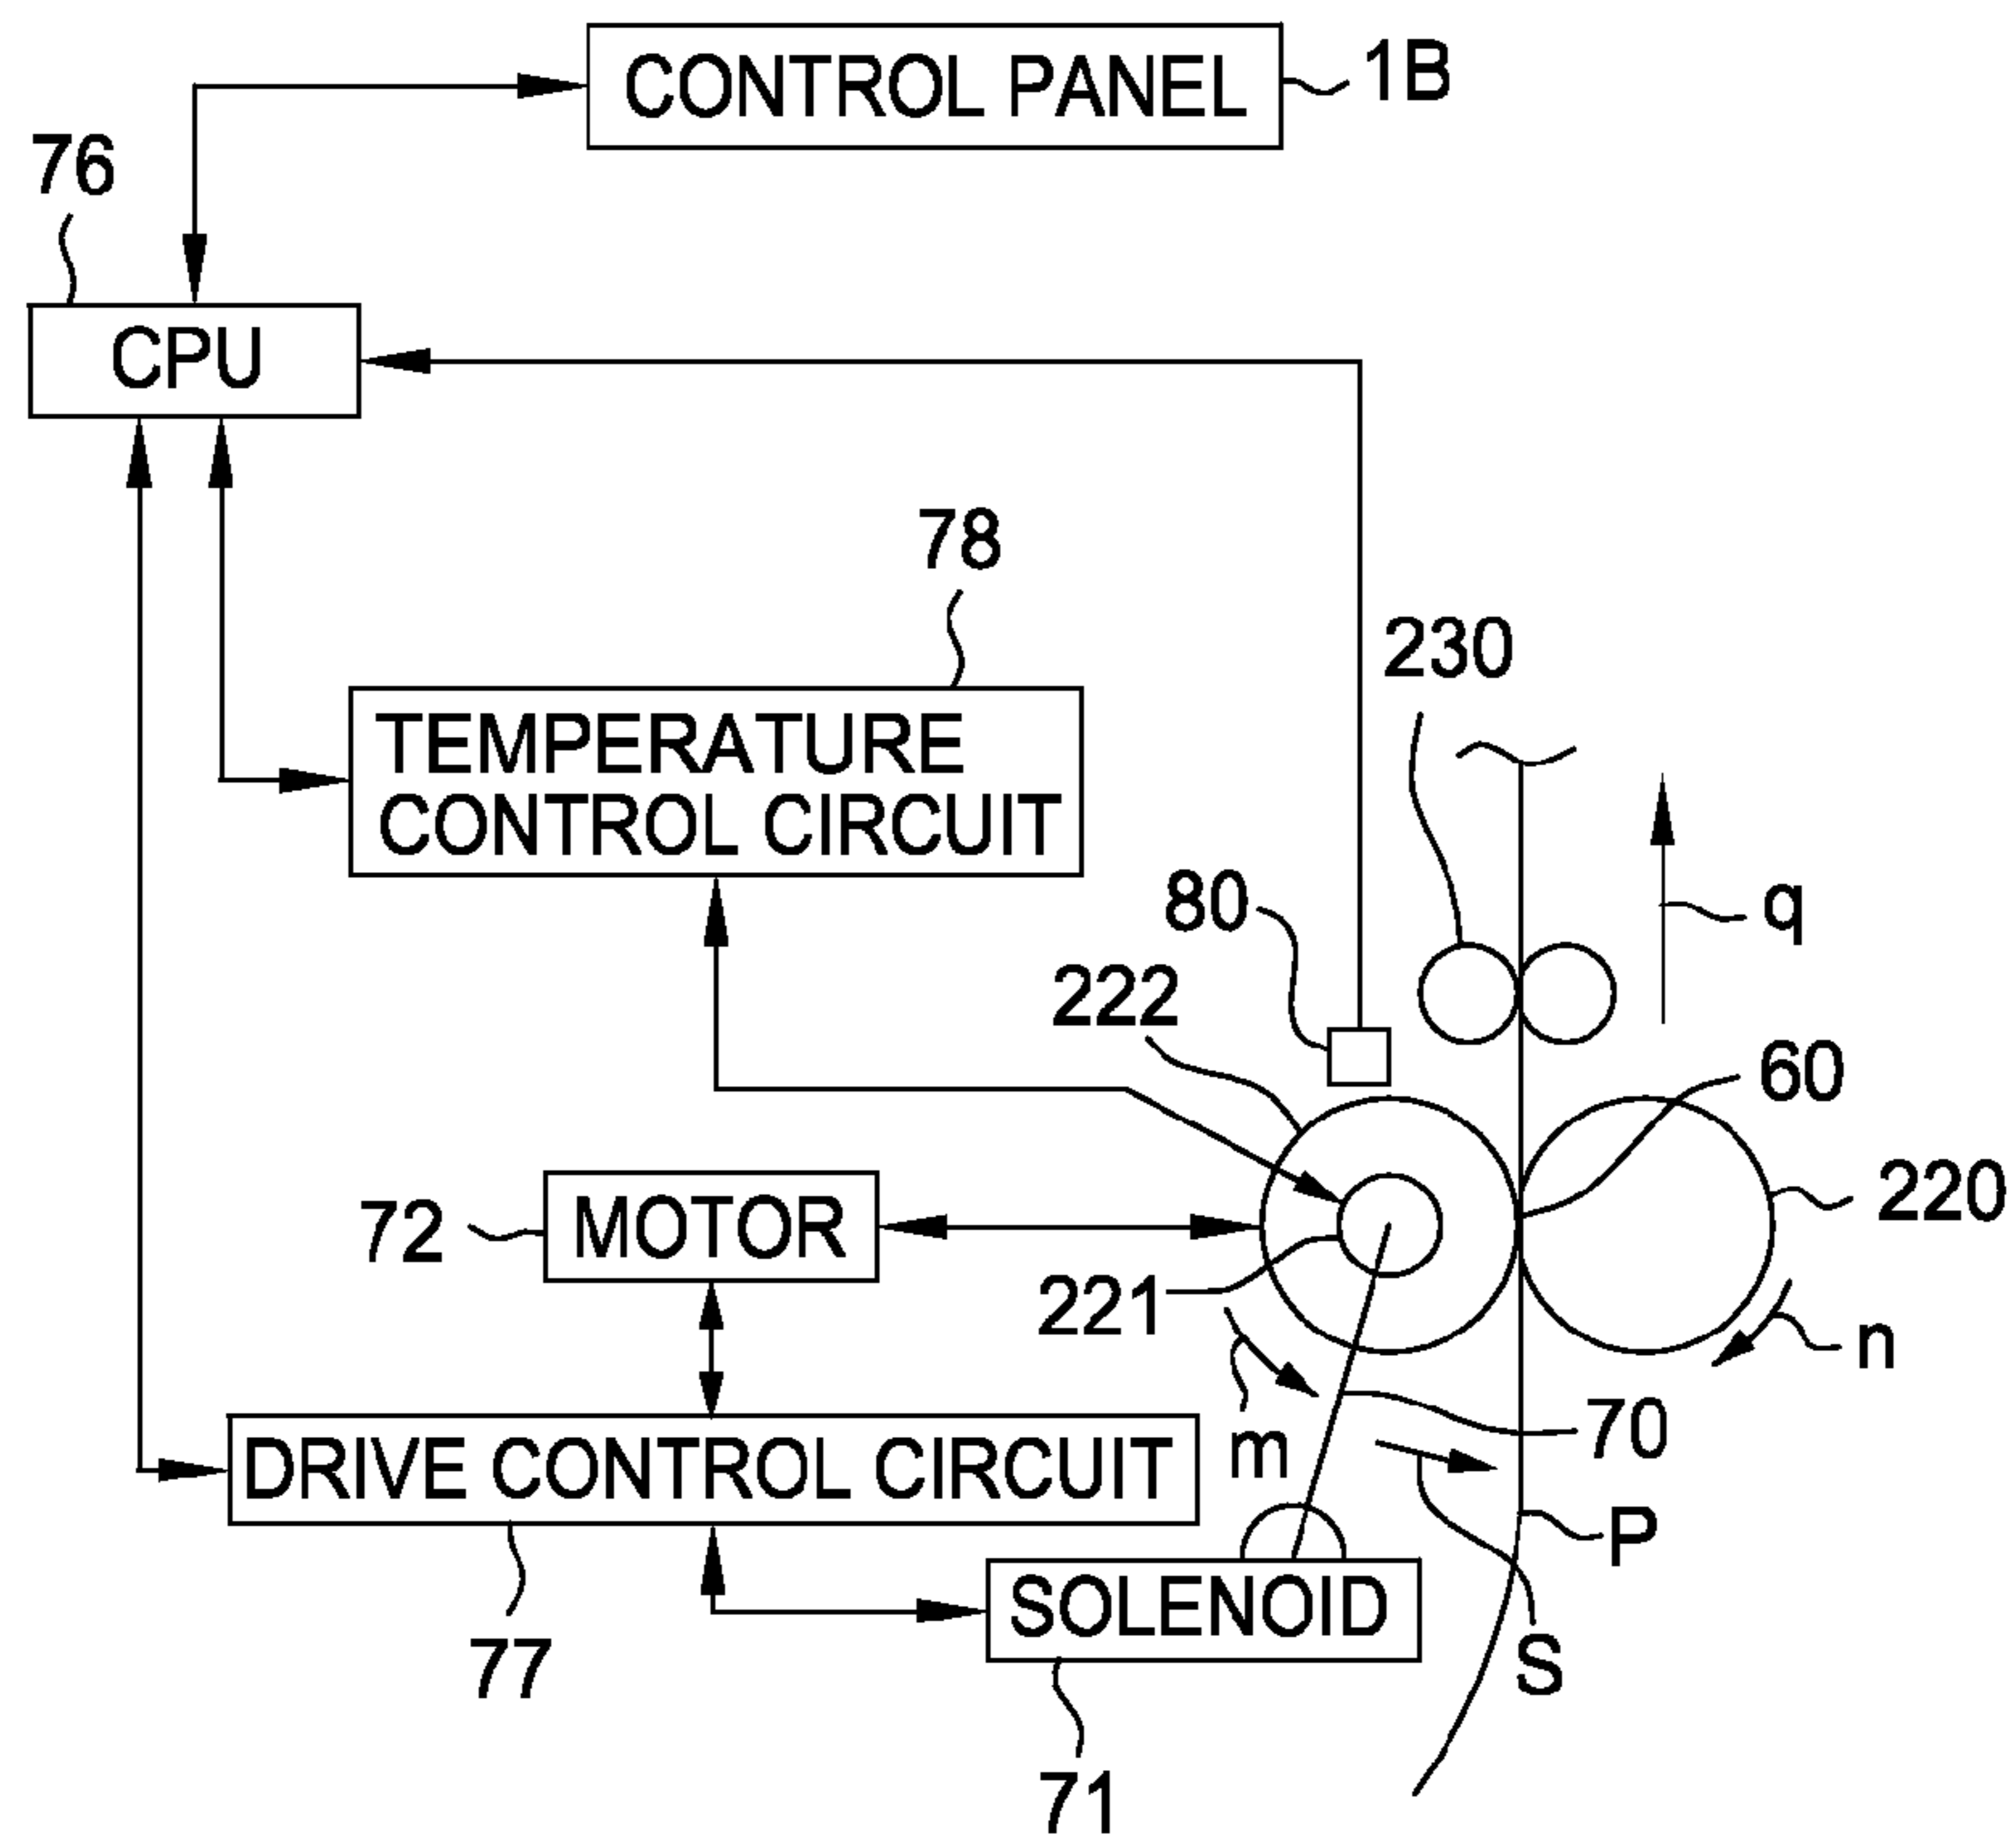 CONTROL PANEL
1B
76
CPU
78
230
TEMPERATURE
CONTROL CIRCUIT
80
q
222
60
220
72
MOTOR
221
n
m
70
DRIVE CONTROL CIRCUIT
P
SOLENOID
S
77
71